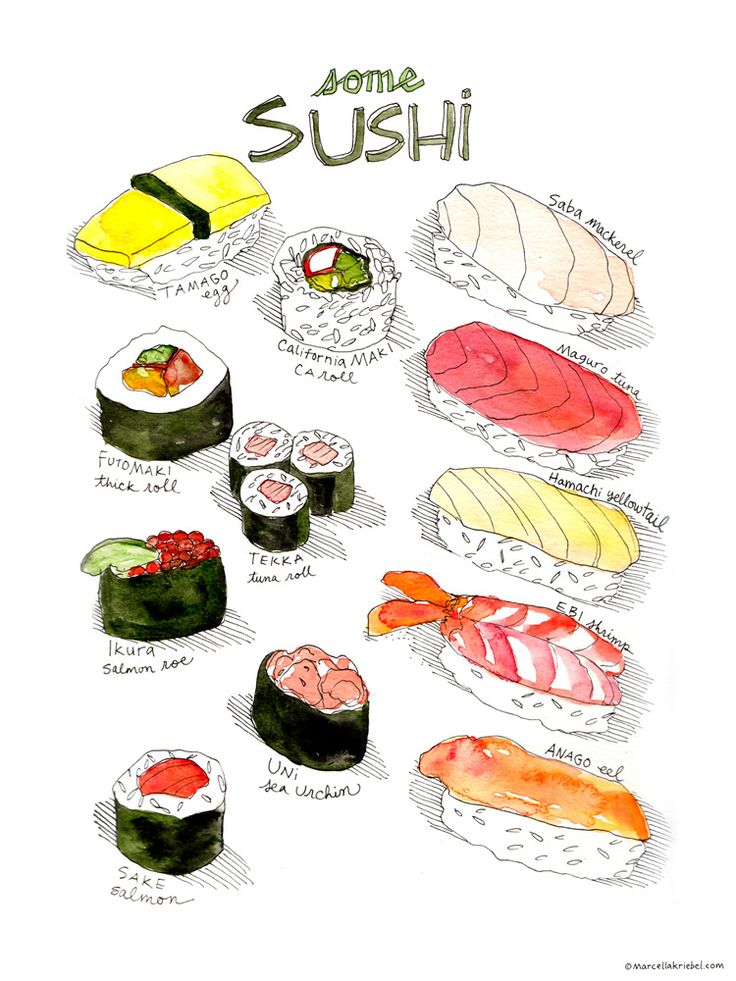 some
SUSHI
TAMAGO
egg
California MAKI
CA roll
Saba mackerel
Maguro tuna
FUTOMAKI
thick roll
TEKKA
tuna roll
Hamachi yellowtail
Ikura
Salmon roe
EBI shrimp
UNi
sea urchin
ANAGO eel
SAKE
salmon
©marcellakriebel.com